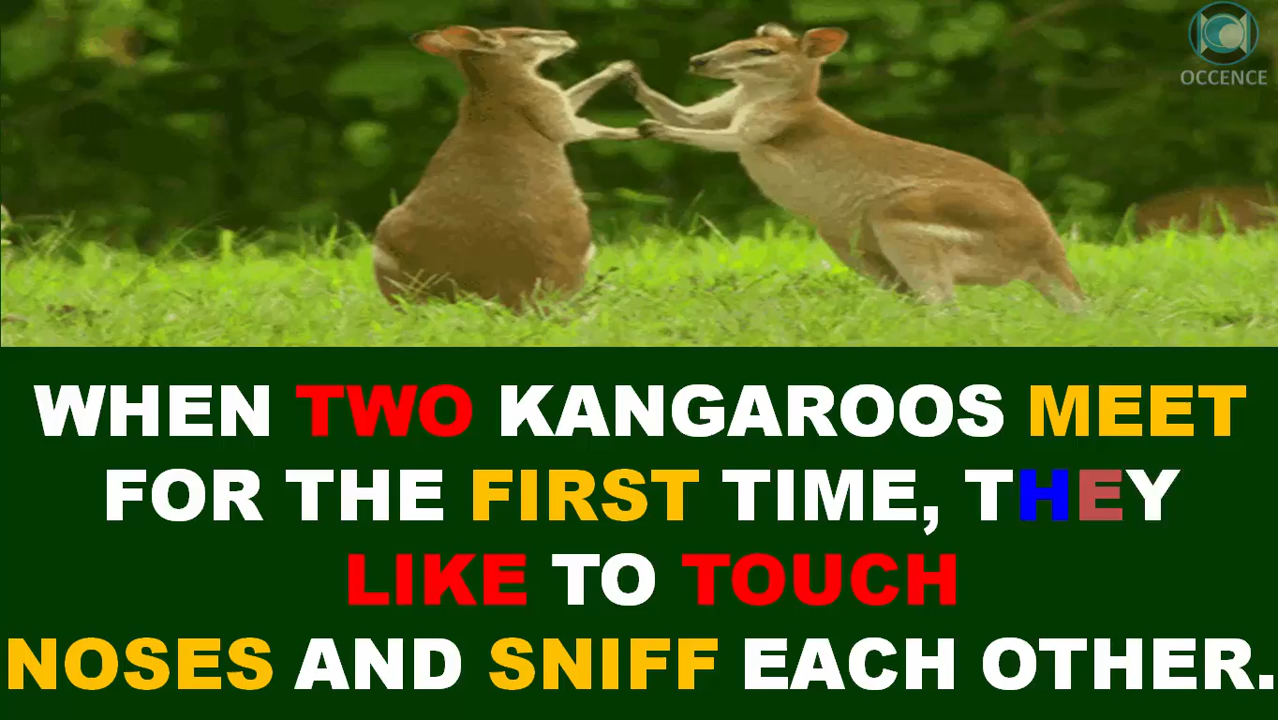 OCCENCE
WHEN TWO KANGAROOS MEET
FOR THE FIRST TIME, THEY
LIKE TO TOUCH
NOSES AND SNIFF EACH OTHER.